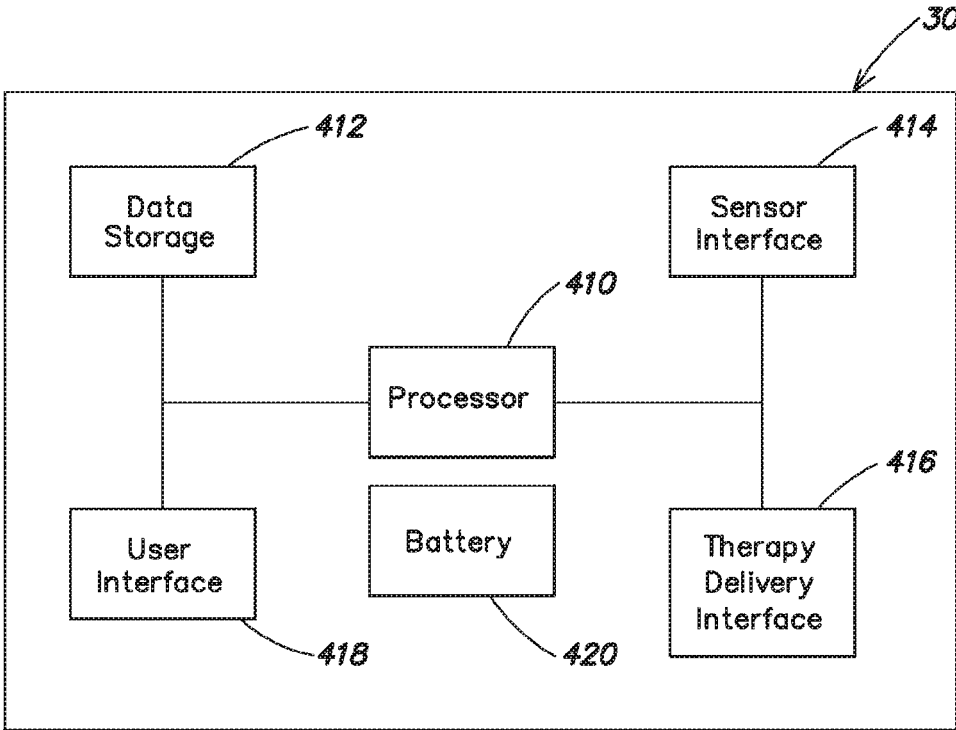 30
412
414
Data
Storage
Sensor
Interface
410
Processor
416
User
Interface
Battery
Therapy
Delivery
Interface
418
420